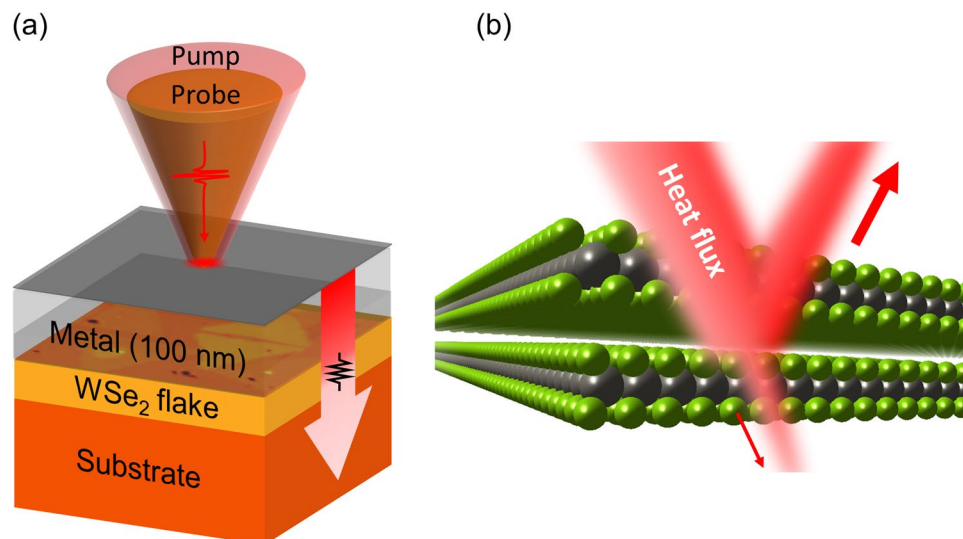 (a)
Pump
Probe
Metal (100 nm)
WSe₂ flake
Substrate
(b)
Heat flux